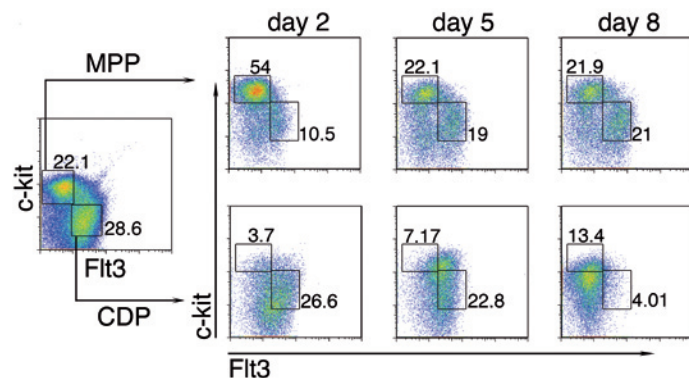 day 2
day 5
day 8
MPP
54
10.5
22.1
19
21.9
21
c-kit
22.1
28.6
Flt3
CDP
c-kit
3.7
26.6
7.17
22.8
13.4
4.01
Flt3